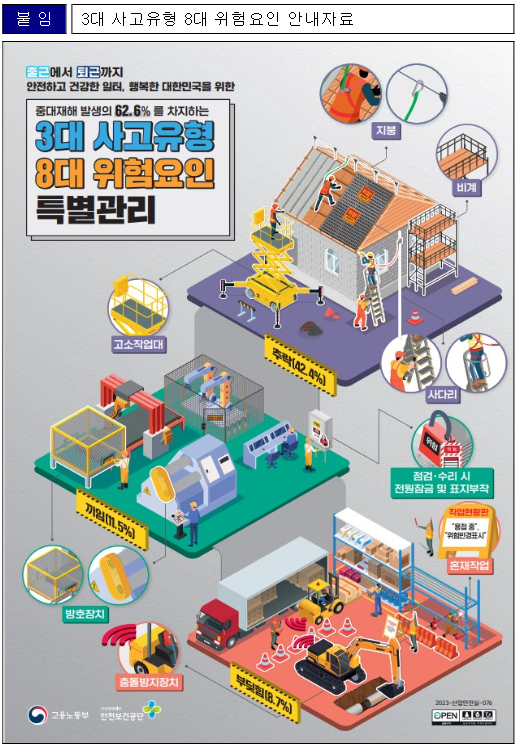 붙 임
3대 사고유형 8대 위험요인 안내자료
출근에서 퇴근까지
안전하고 건강한 일터, 행복한 대한민국을 위한
중대재해 발생의 62.6% 를 차지하는
3대 사고유형
8대 위험요인
특별관리
지붕
비계
고소작업대
추락(42.4%)
사다리
위험
점검·수리 시
전원잠금 및 표지부착
끼임(11.5%)
작업현황판
"용접 중",
"위험반경표시"
혼재작업
방호장치
충돌방지장치
부딪힘(8.7%)
2023-산업안전실-076
고용노동부
안전보건공단
OPEN